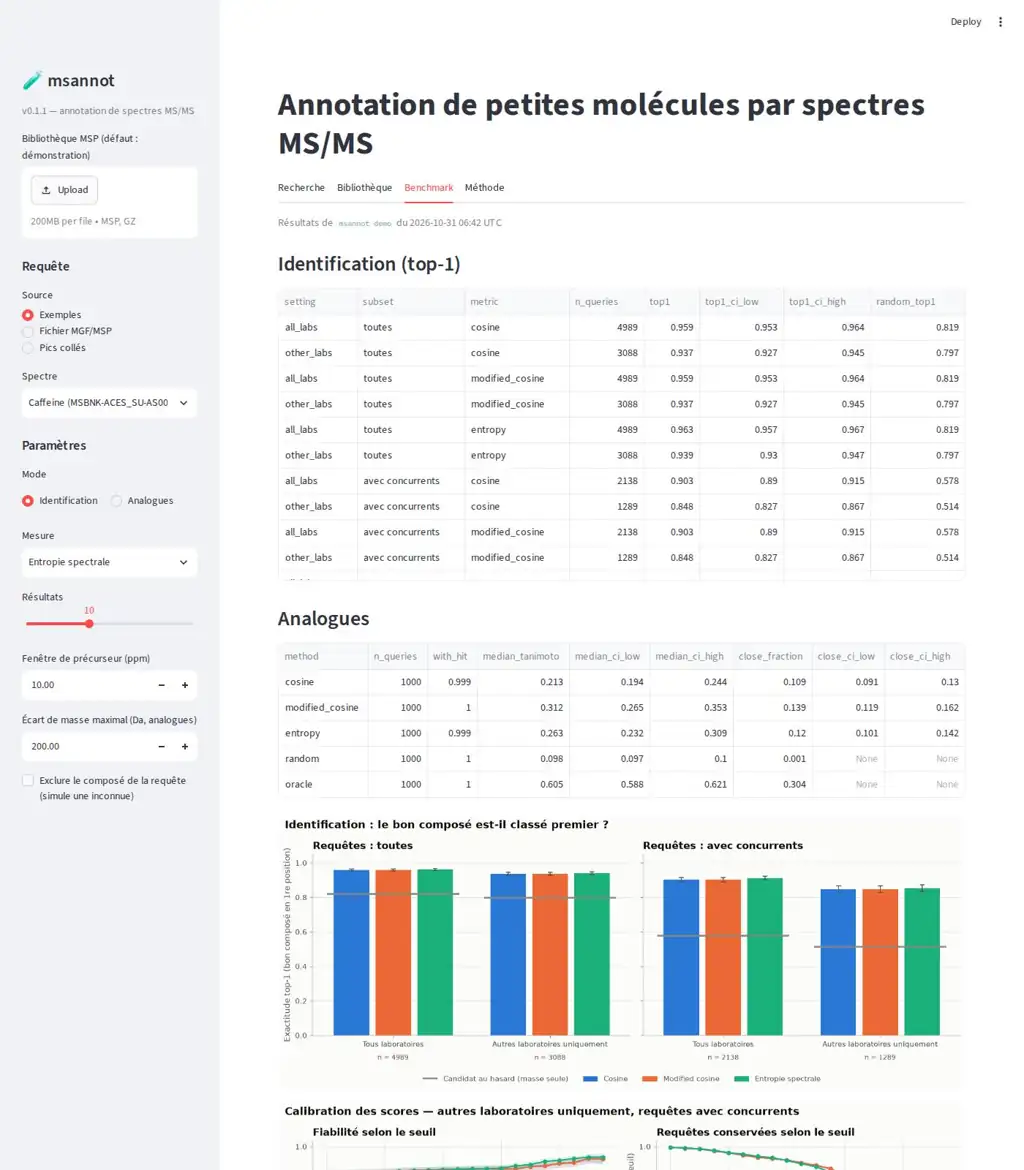 Deploy
🧪 msannot
v0.1.1 — annotation de spectres MS/MS
Bibliothèque MSP (défaut :
démonstration)
Upload
200MB per file • MSP, GZ
Requête
Source
Exemples
Fichier MGF/MSP
Pics collés
Spectre
Caffeine (MSBNK-ACES_SU-AS00
Paramètres
Mode
Identification Analogues
Mesure
Entropie spectrale
Résultats
10
Fenêtre de précurseur (ppm)
10.00
Écart de masse maximal (Da, analogues)
200.00
Exclure le composé de la requête
(simule une inconnue)
Annotation de petites molécules par spectres
MS/MS
Recherche Bibliothèque Benchmark Méthode
Résultats de msannot demo du 2026-10-31 06:42 UTC
Identification (top-1)
setting subset metric n_queries top1 top1_ci_low top1_ci_high random_top1
all_labs toutes cosine 4989 0.959 0.953 0.964 0.819
other_labs toutes cosine 3088 0.937 0.927 0.945 0.797
all_labs toutes modified_cosine 4989 0.959 0.953 0.964 0.819
other_labs toutes modified_cosine 3088 0.937 0.927 0.945 0.797
all_labs toutes entropy 4989 0.963 0.957 0.967 0.819
other_labs toutes entropy 3088 0.939 0.93 0.947 0.797
all_labs avec concurrents cosine 2138 0.903 0.89 0.915 0.578
other_labs avec concurrents cosine 1289 0.848 0.827 0.867 0.514
all_labs avec concurrents modified_cosine 2138 0.903 0.89 0.915 0.578
other_labs avec concurrents modified_cosine 1289 0.848 0.827 0.867 0.514
Analogues
method n_queries with_hit median_tanimoto median_ci_low median_ci_high close_fraction close_ci_low close_ci_high
cosine 1000 0.999 0.213 0.194 0.244 0.109 0.091 0.13
modified_cosine 1000 1 0.312 0.265 0.353 0.139 0.119 0.162
entropy 1000 0.999 0.263 0.232 0.309 0.12 0.101 0.142
random 1000 1 0.098 0.097 0.1 0.001 None None
oracle 1000 1 0.605 0.588 0.621 0.304 None None
Identification : le bon composé est-il classé premier ?
Requêtes : toutes
Requêtes : avec concurrents
Exactitude top-1 (bon composé en 1re position)
1.0
0.8
0.6
0.4
0.2
0.0
Tous laboratoires Autres laboratoires uniquement Tous laboratoires Autres laboratoires uniquement
n = 4989 n = 3088 n = 2138 n = 1289
Candidat au hasard (masse seule) Cosine Modified cosine Entropie spectrale
Calibration des scores — autres laboratoires uniquement, requêtes avec concurrents
Fiabilité selon le seuil
Requêtes conservées selon le seuil
1.0
1.0